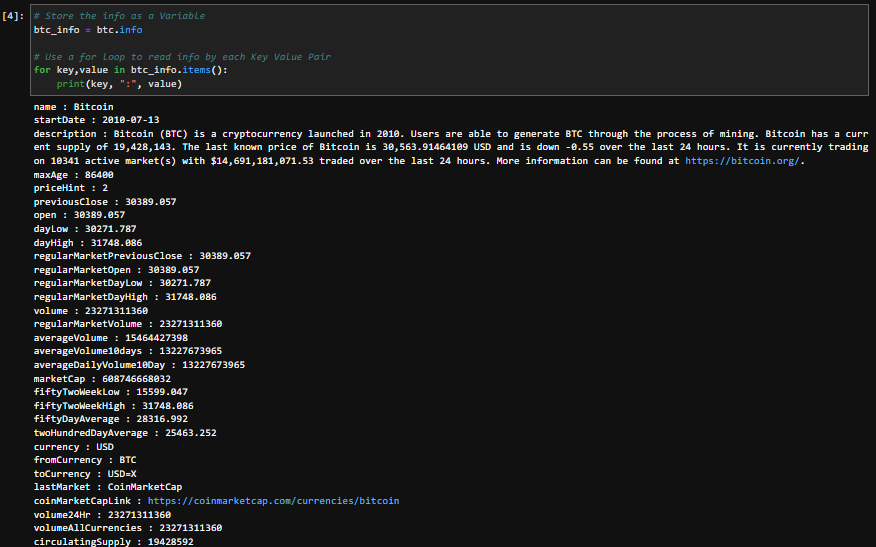 [4]: # Store the info as a Variable
btc_info = btc.info
# Use a for loop to read info by each Key Value Pair
for key,value in btc_info.items():
    print(key, ":", value)
name : Bitcoin
startDate : 2010-07-13
description : Bitcoin (BTC) is a cryptocurrency launched in 2010. Users are able to generate BTC through the process of mining. Bitcoin has a curr
ent supply of 19,428,143. The last known price of Bitcoin is 30,563.91464109 USD and is down -0.55 over the last 24 hours. It is currently trading
on 10341 active market(s) with $14,691,181,071.53 traded over the last 24 hours. More information can be found at https://bitcoin.org/.
maxAge : 86400
priceHint : 2
previousClose : 30389.057
open : 30389.057
dayLow : 30271.787
dayHigh : 31748.086
regularMarketPreviousClose : 30389.057
regularMarketOpen : 30389.057
regularMarketDayLow : 30271.787
regularMarketDayHigh : 31748.086
volume : 23271311360
regularMarketVolume : 23271311360
averageVolume : 15464427398
averageVolume10days : 13227673965
averageDailyVolume10Day : 13227673965
marketCap : 608746668032
fiftyTwoWeekLow : 15599.047
fiftyTwoWeekHigh : 31748.086
fiftyDayAverage : 28316.992
twoHundredDayAverage : 25463.252
currency : USD
fromCurrency : BTC
toCurrency : USD=X
lastMarket : CoinMarketCap
coinMarketCapLink : https://coinmarketcap.com/currencies/bitcoin
volume24Hr : 23271311360
volumeAllCurrencies : 23271311360
circulatingSupply : 19428592